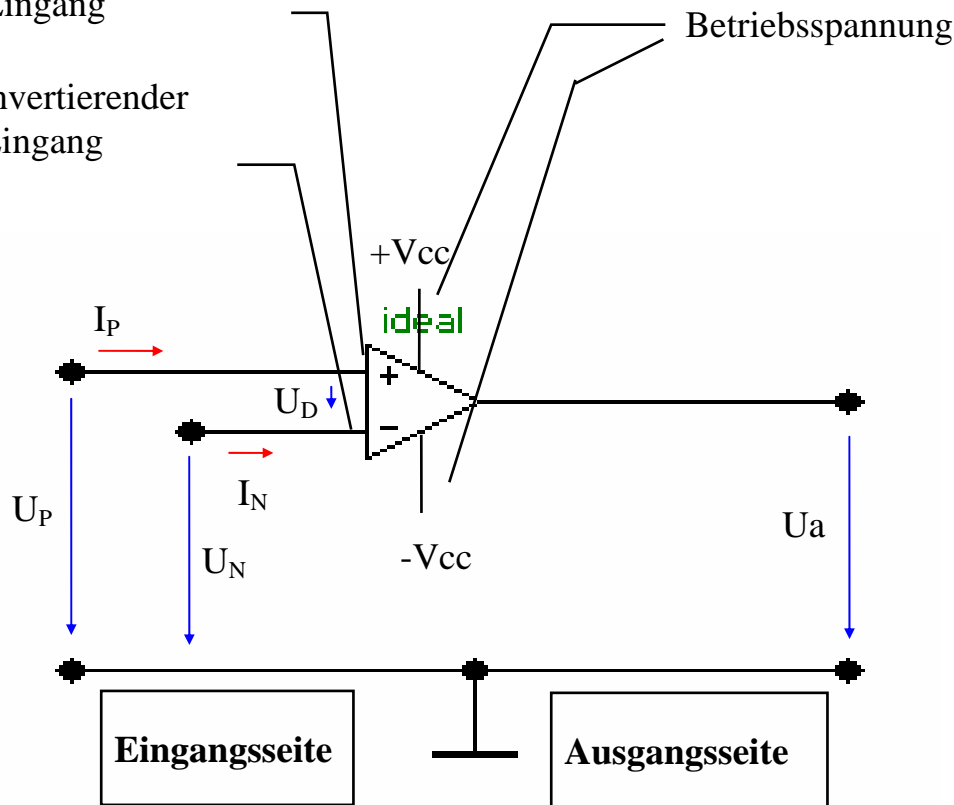 Eingang
Betriebsspannung
nvertierender
Eingang
+Vcc
ideal
I_P
+
U_D
−
I_N
U_P
Ua
U_N
-Vcc
Eingangsseite
Ausgangsseite